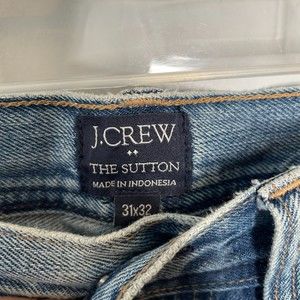 J.CREW
THE SUTTON
MADE IN INDONESIA
31x32